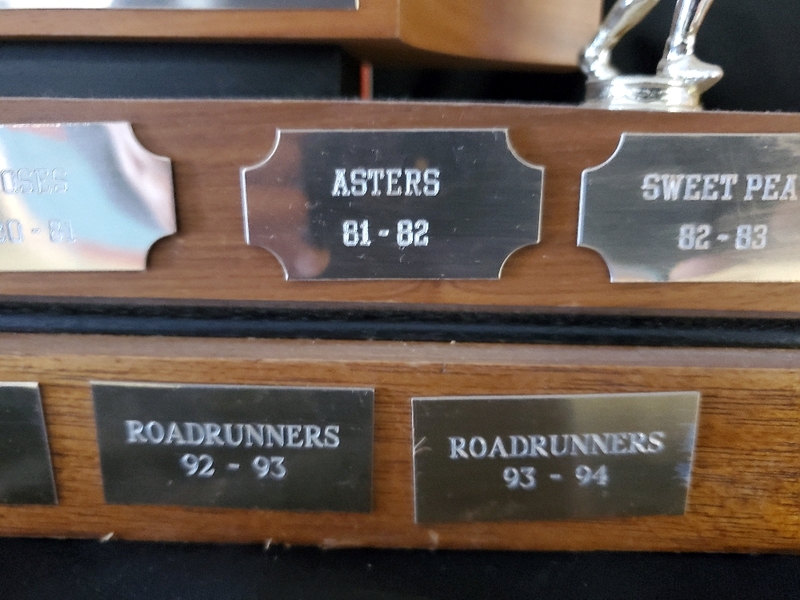 ASTERS
81 - 82
SWEET PEA
82 - 83
ROADRUNNERS
92 - 93
ROADRUNNERS
93 - 94